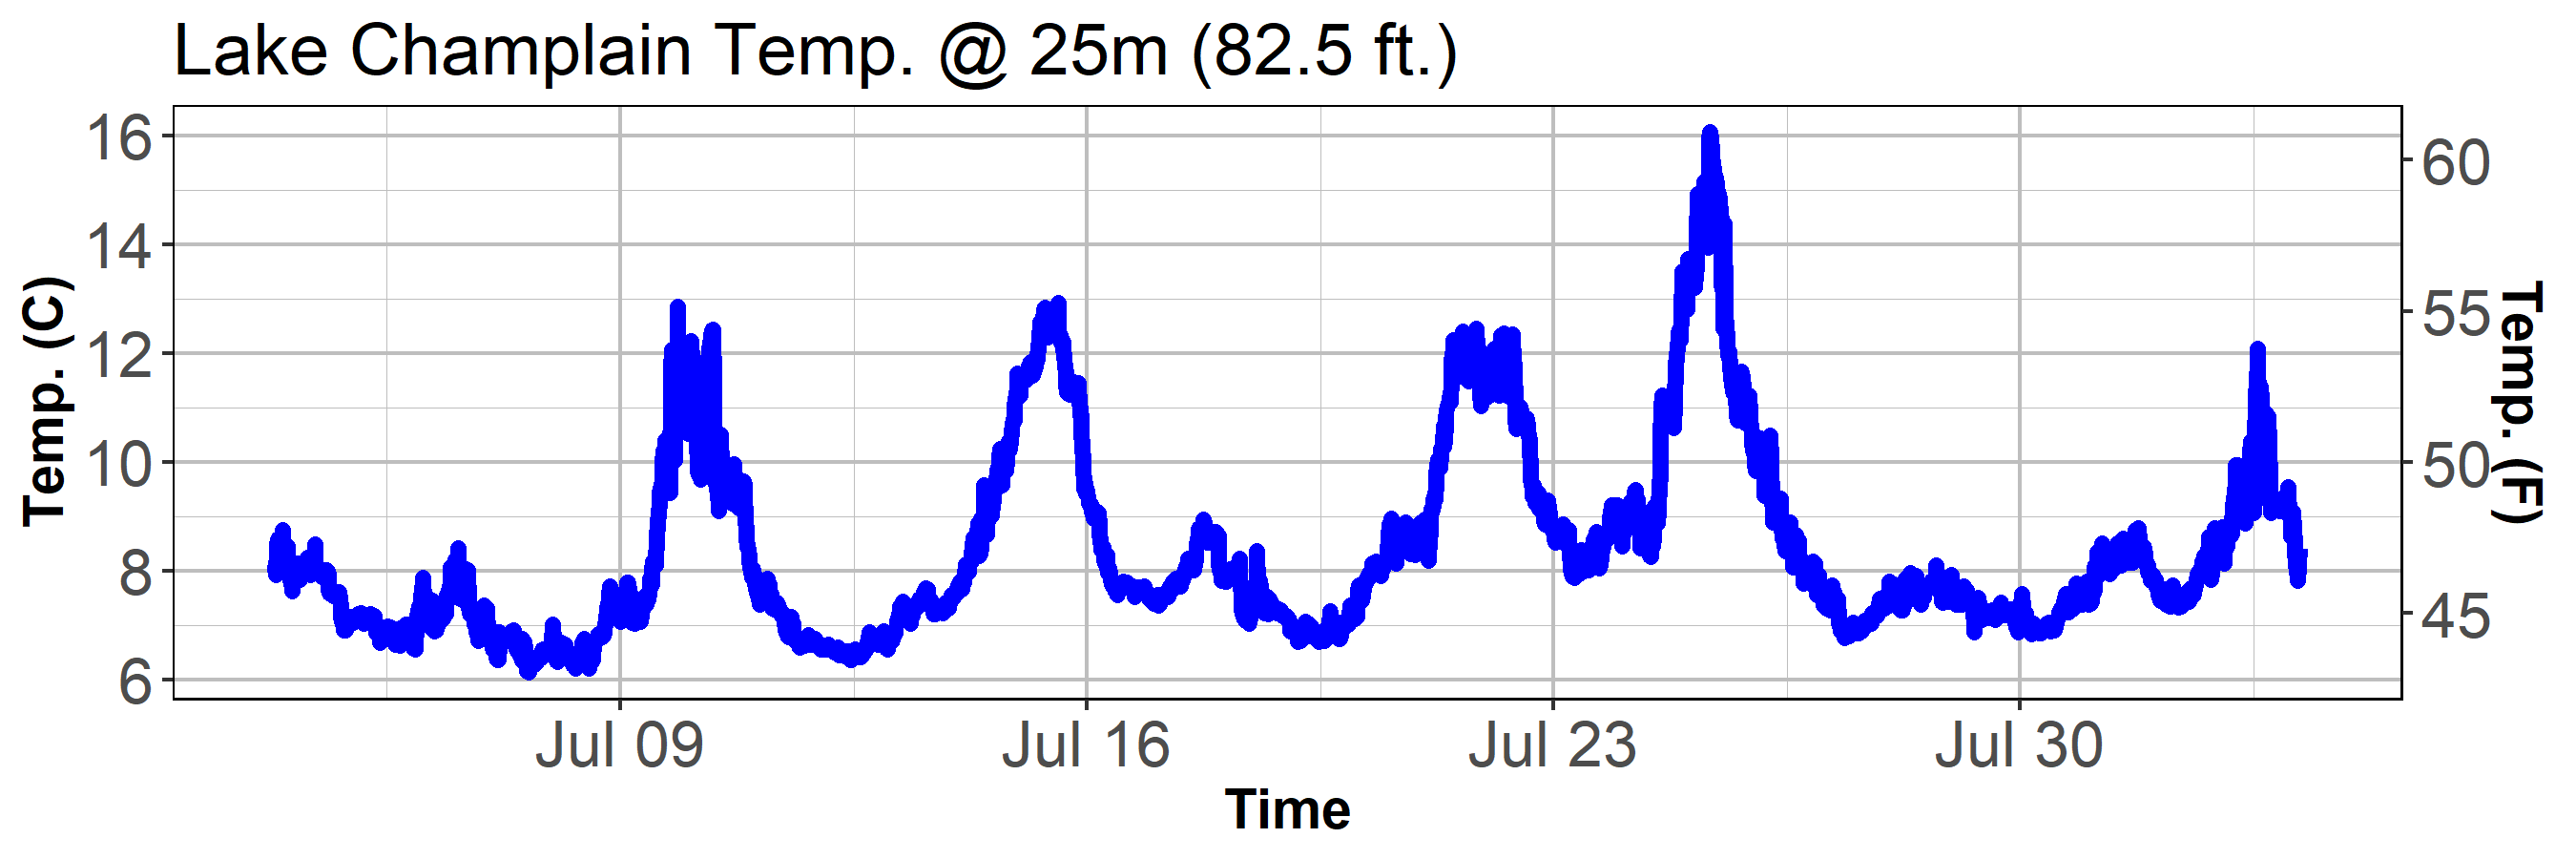 Lake Champlain Temp. @ 25m (82.5 ft.)
Temp. (C)
16
14
12
10
8
6
60
55
50
45
Temp. (F)
Jul 09 Jul 16 Jul 23 Jul 30
Time